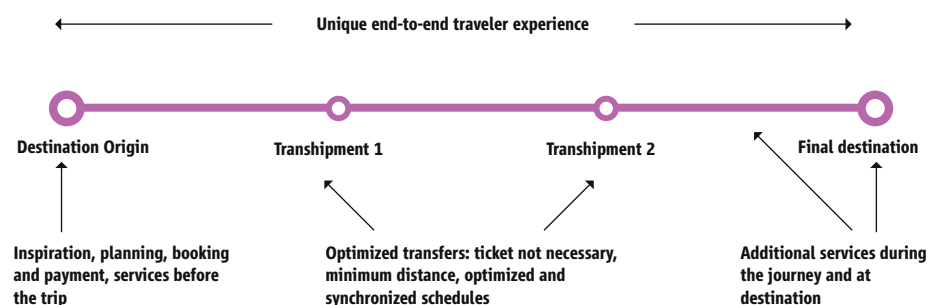 Unique end-to-end traveler experience
Destination Origin
Transhipment 1
Transhipment 2
Final destination
Inspiration, planning, booking
and payment, services before
the trip
Optimized transfers: ticket not necessary,
minimum distance, optimized and
synchronized schedules
Additional services during
the journey and at
destination